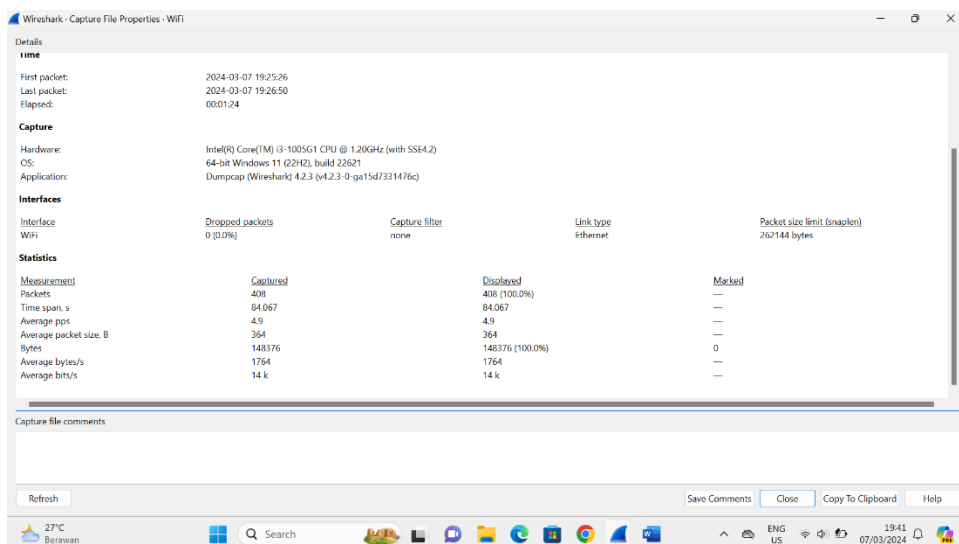 Wireshark · Capture File Properties · WiFi
Details
Time
First packet: 2024-03-07 19:25:26
Last packet: 2024-03-07 19:26:50
Elapsed: 00:01:24
Capture
Hardware: Intel(R) Core(TM) i3-1005G1 CPU @ 1.20GHz (with SSE4.2)
OS: 64-bit Windows 11 (22H2), build 22621
Application: Dumpcap (Wireshark) 4.2.3 (v4.2.3-0-ga15d7331476c)
Interfaces
Interface Dropped packets Capture filter Link type Packet size limit (snaplen)
WiFi 0 (0.0%) none Ethernet 262144 bytes
Statistics
Measurement Captured Displayed Marked
Packets 408 408 (100.0%) —
Time span, s 84.067 84.067 —
Average pps 4.9 4.9 —
Average packet size, B 364 364 —
Bytes 148376 148376 (100.0%) 0
Average bytes/s 1764 1764 —
Average bits/s 14 k 14 k —
Capture file comments
Refresh Save Comments Close Copy To Clipboard Help
27°C
Berawan
Search
ENG
US
19:41
07/03/2024
PRE